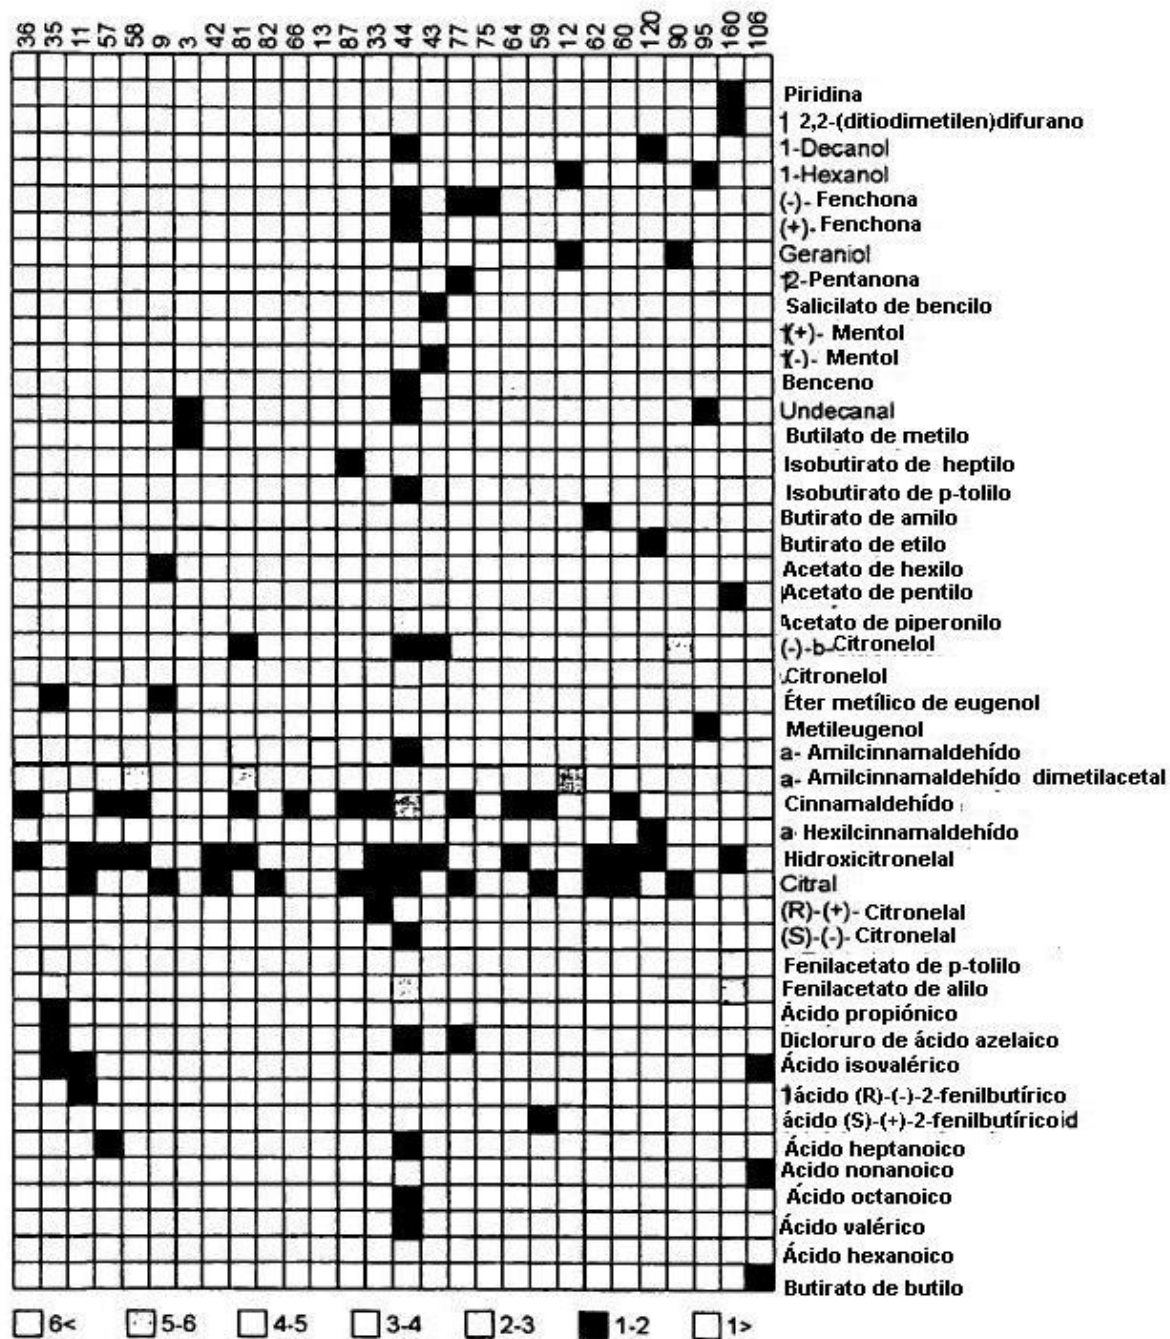 36 35 11 57 58 9 3 42 81 82 66 13 87 33 44 43 77 75 64 59 12 62 60 120 90 95 160 106
Piridina
1 2,2-(ditiodimetilen)difurano
1-Decanol
1-Hexanol
(-)- Fenchona
(+)- Fenchona
Geraniol
2-Pentanona
Salicilato de bencilo
(+)- Mentol
(-)- Mentol
Benceno
Undecanal
Butilato de metilo
Isobutirato de heptilo
Isobutirato de p-tolilo
Butirato de amilo
Butirato de etilo
Acetato de hexilo
Acetato de pentilo
Acetato de piperonilo
(-)-b-Citronelol
Citronelol
Éter metílico de eugenol
Metileugenol
a- Amilcinnamaldehído
a- Amilcinnamaldehído dimetilacetal
Cinnamaldehído
a Hexilcinnamaldehído
Hidroxicitronelal
Citral
(R)-(+)- Citronelal
(S)-(-)- Citronelal
Fenilacetato de p-tolilo
Fenilacetato de alilo
Ácido propiónico
Dicloruro de ácido azelaico
Ácido isovalérico
1ácido (R)-(-)-2-fenilbutírico
ácido (S)-(+)-2-fenilbutíricoid
Ácido heptanoico
Acido nonanoico
Ácido octanoico
Ácido valérico
Ácido hexanoico
Butirato de butilo
6< 5-6 4-5 3-4 2-3 1-2 1>